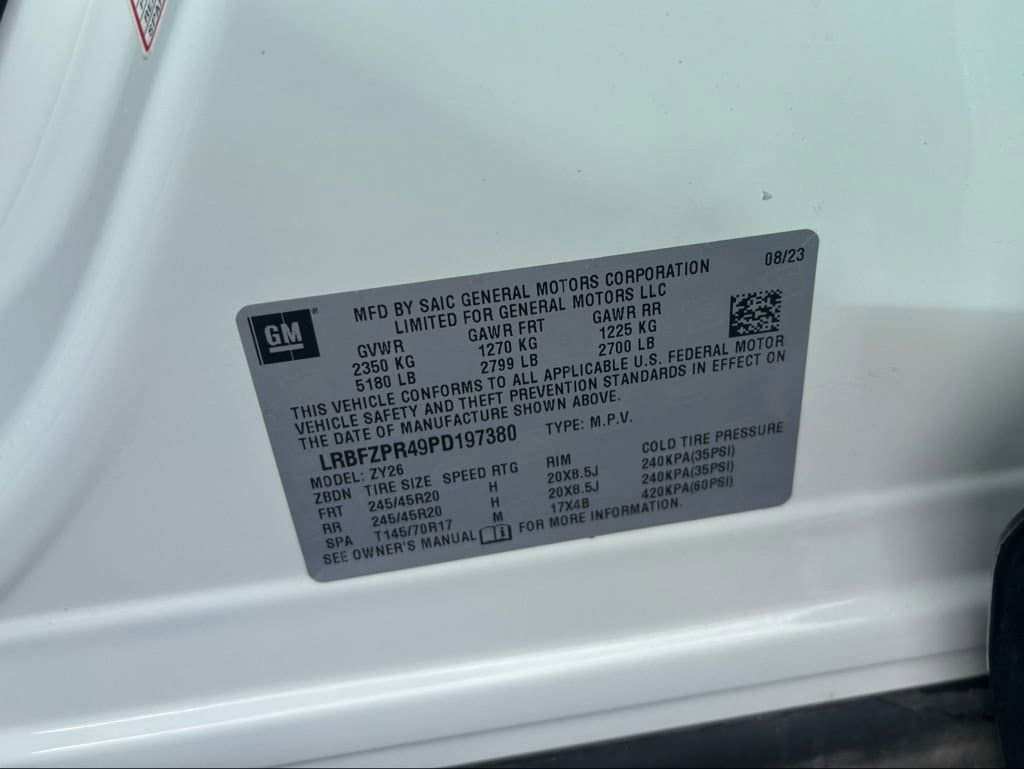 SPA
MFD BY SAIC GENERAL MOTORS CORPORATION 08/23
LIMITED FOR GENERAL MOTORS LLC
GM
GVWR GAWR FRT GAWR RR
2350 KG 1270 KG 1225 KG
5180 LB 2799 LB 2700 LB
THIS VEHICLE CONFORMS TO ALL APPLICABLE U.S. FEDERAL MOTOR
VEHICLE SAFETY AND THEFT PREVENTION STANDARDS IN EFFECT ON
THE DATE OF MANUFACTURE SHOWN ABOVE.
LRBFZPR49PD197380 TYPE: M.P.V.
MODEL: ZY26
ZBDN TIRE SIZE SPEED RTG RIM COLD TIRE PRESSURE
FRT 245/45R20 H 20X8.5J 240KPA(35PSI)
RR 245/45R20 H 20X8.5J 240KPA(35PSI)
SPA T145/70R17 M 17X4B 420KPA(60PSI)
SEE OWNER'S MANUAL FOR MORE INFORMATION.